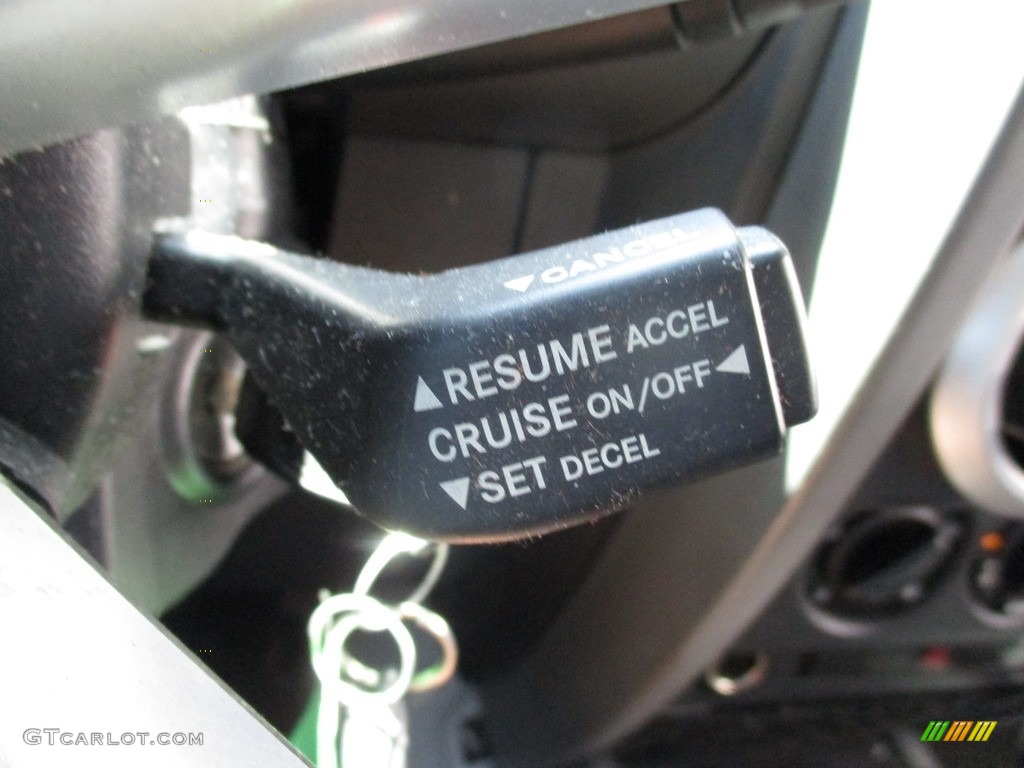 ▼CANCEL
▲RESUME ACCEL
CRUISE ON/OFF◀
▼SET DECEL
GTCARLOT.COM